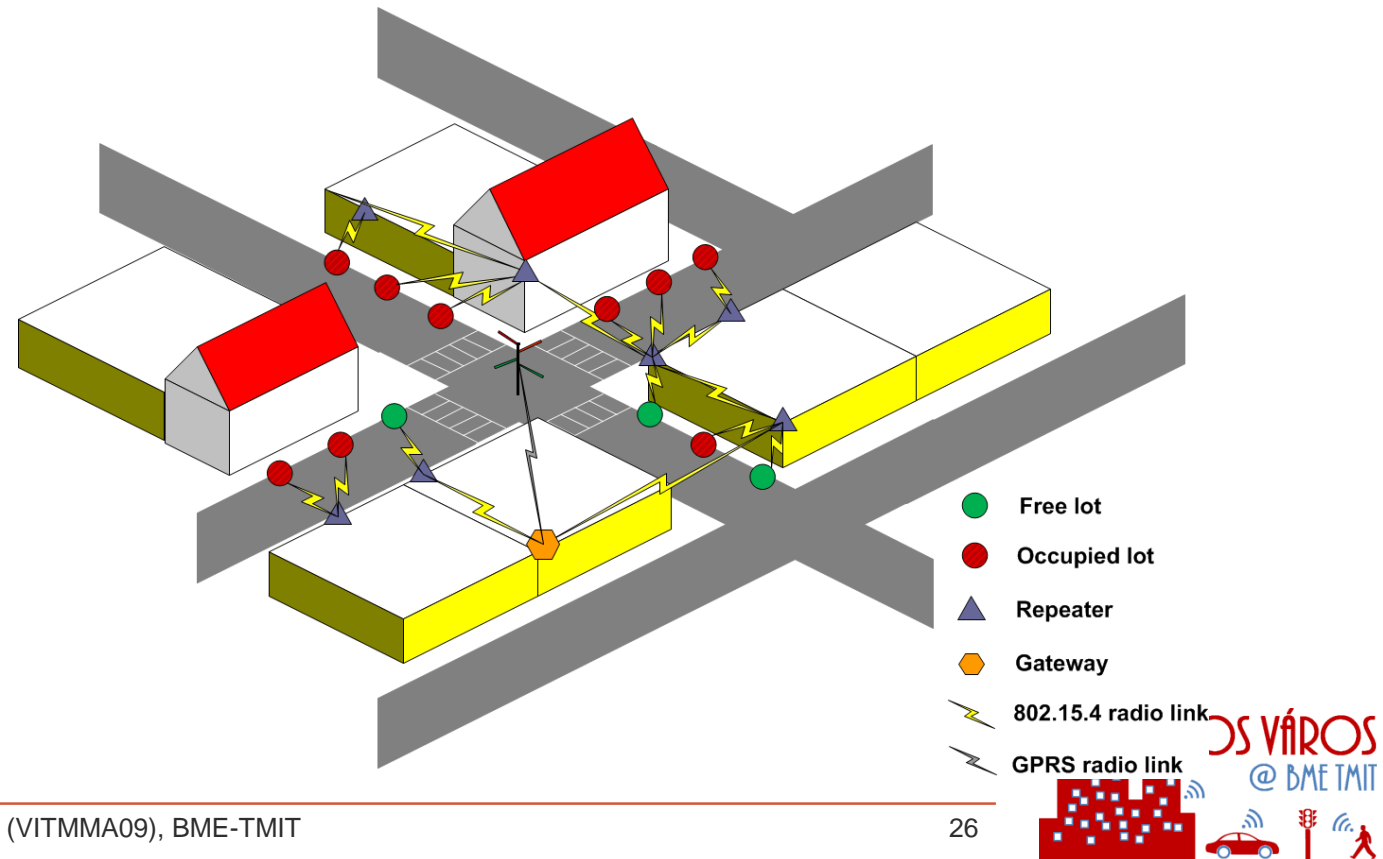 Free lot
Occupied lot
Repeater
Gateway
802.15.4 radio link
GPRS radio link
OS VÁROS
@ BME TMIT
(VITMMA09), BME-TMIT
26